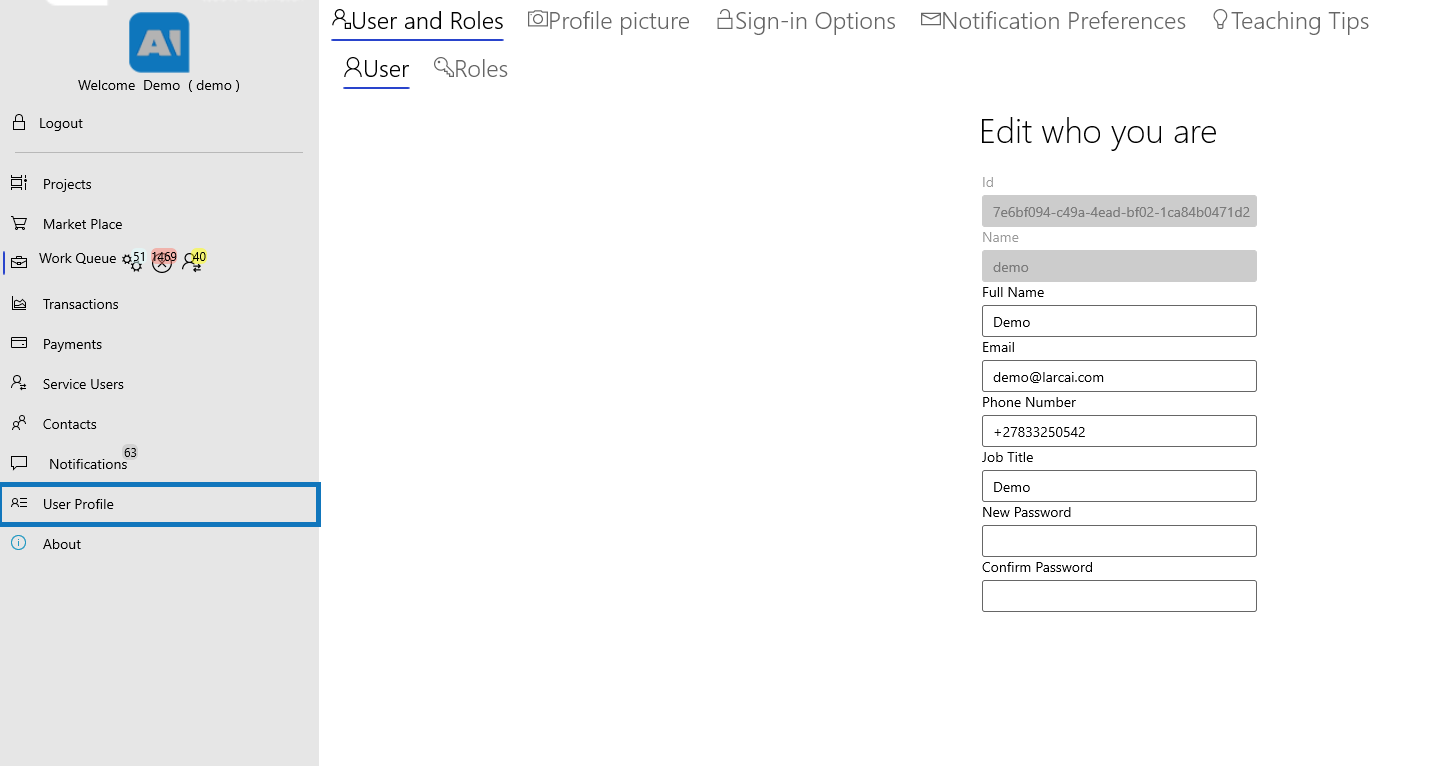 AI
Welcome Demo ( demo )
Logout
Projects
Market Place
Work Queue 51 1469 40
Transactions
Payments
Service Users
Contacts
Notifications 63
User Profile
About
User and Roles Profile picture Sign-in Options Notification Preferences Teaching Tips
User Roles
Edit who you are
Id
7e6bf094-c49a-4ead-bf02-1ca84b0471d2
Name
demo
Full Name
Demo
Email
demo@larcai.com
Phone Number
+27833250542
Job Title
Demo
New Password
Confirm Password